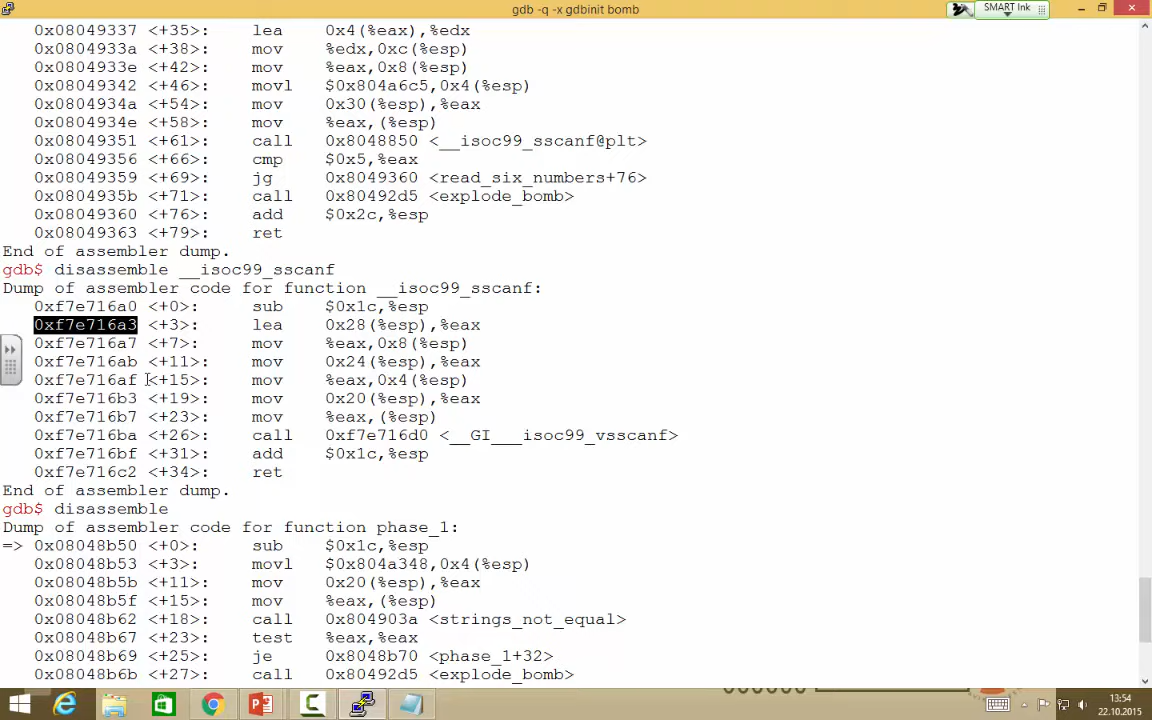 gdb -q -x gdbinit bomb
SMART Ink
0x08049337 <+35>: lea 0x4(%eax),%edx
0x0804933a <+38>: mov %edx,0xc(%esp)
0x0804933e <+42>: mov %eax,0x8(%esp)
0x08049342 <+46>: movl $0x804a6c5,0x4(%esp)
0x0804934a <+54>: mov 0x30(%esp),%eax
0x0804934e <+58>: mov %eax,(%esp)
0x08049351 <+61>: call 0x8048850 <__isoc99_sscanf@plt>
0x08049356 <+66>: cmp $0x5,%eax
0x08049359 <+69>: jg 0x8049360 <read_six_numbers+76>
0x0804935b <+71>: call 0x80492d5 <explode_bomb>
0x08049360 <+76>: add $0x2c,%esp
0x08049363 <+79>: ret
End of assembler dump.
gdb$ disassemble __isoc99_sscanf
Dump of assembler code for function __isoc99_sscanf:
0xf7e716a0 <+0>: sub $0x1c,%esp
0xf7e716a3 <+3>: lea 0x28(%esp),%eax
0xf7e716a7 <+7>: mov %eax,0x8(%esp)
0xf7e716ab <+11>: mov 0x24(%esp),%eax
0xf7e716af <+15>: mov %eax,0x4(%esp)
0xf7e716b3 <+19>: mov 0x20(%esp),%eax
0xf7e716b7 <+23>: mov %eax,(%esp)
0xf7e716ba <+26>: call 0xf7e716d0 <__GI___isoc99_vsscanf>
0xf7e716bf <+31>: add $0x1c,%esp
0xf7e716c2 <+34>: ret
End of assembler dump.
gdb$ disassemble
Dump of assembler code for function phase_1:
=> 0x08048b50 <+0>: sub $0x1c,%esp
0x08048b53 <+3>: movl $0x804a348,0x4(%esp)
0x08048b5b <+11>: mov 0x20(%esp),%eax
0x08048b5f <+15>: mov %eax,(%esp)
0x08048b62 <+18>: call 0x804903a <strings_not_equal>
0x08048b67 <+23>: test %eax,%eax
0x08048b69 <+25>: je 0x8048b70 <phase_1+32>
0x08048b6b <+27>: call 0x80492d5 <explode_bomb>
13:54
22.10.2015